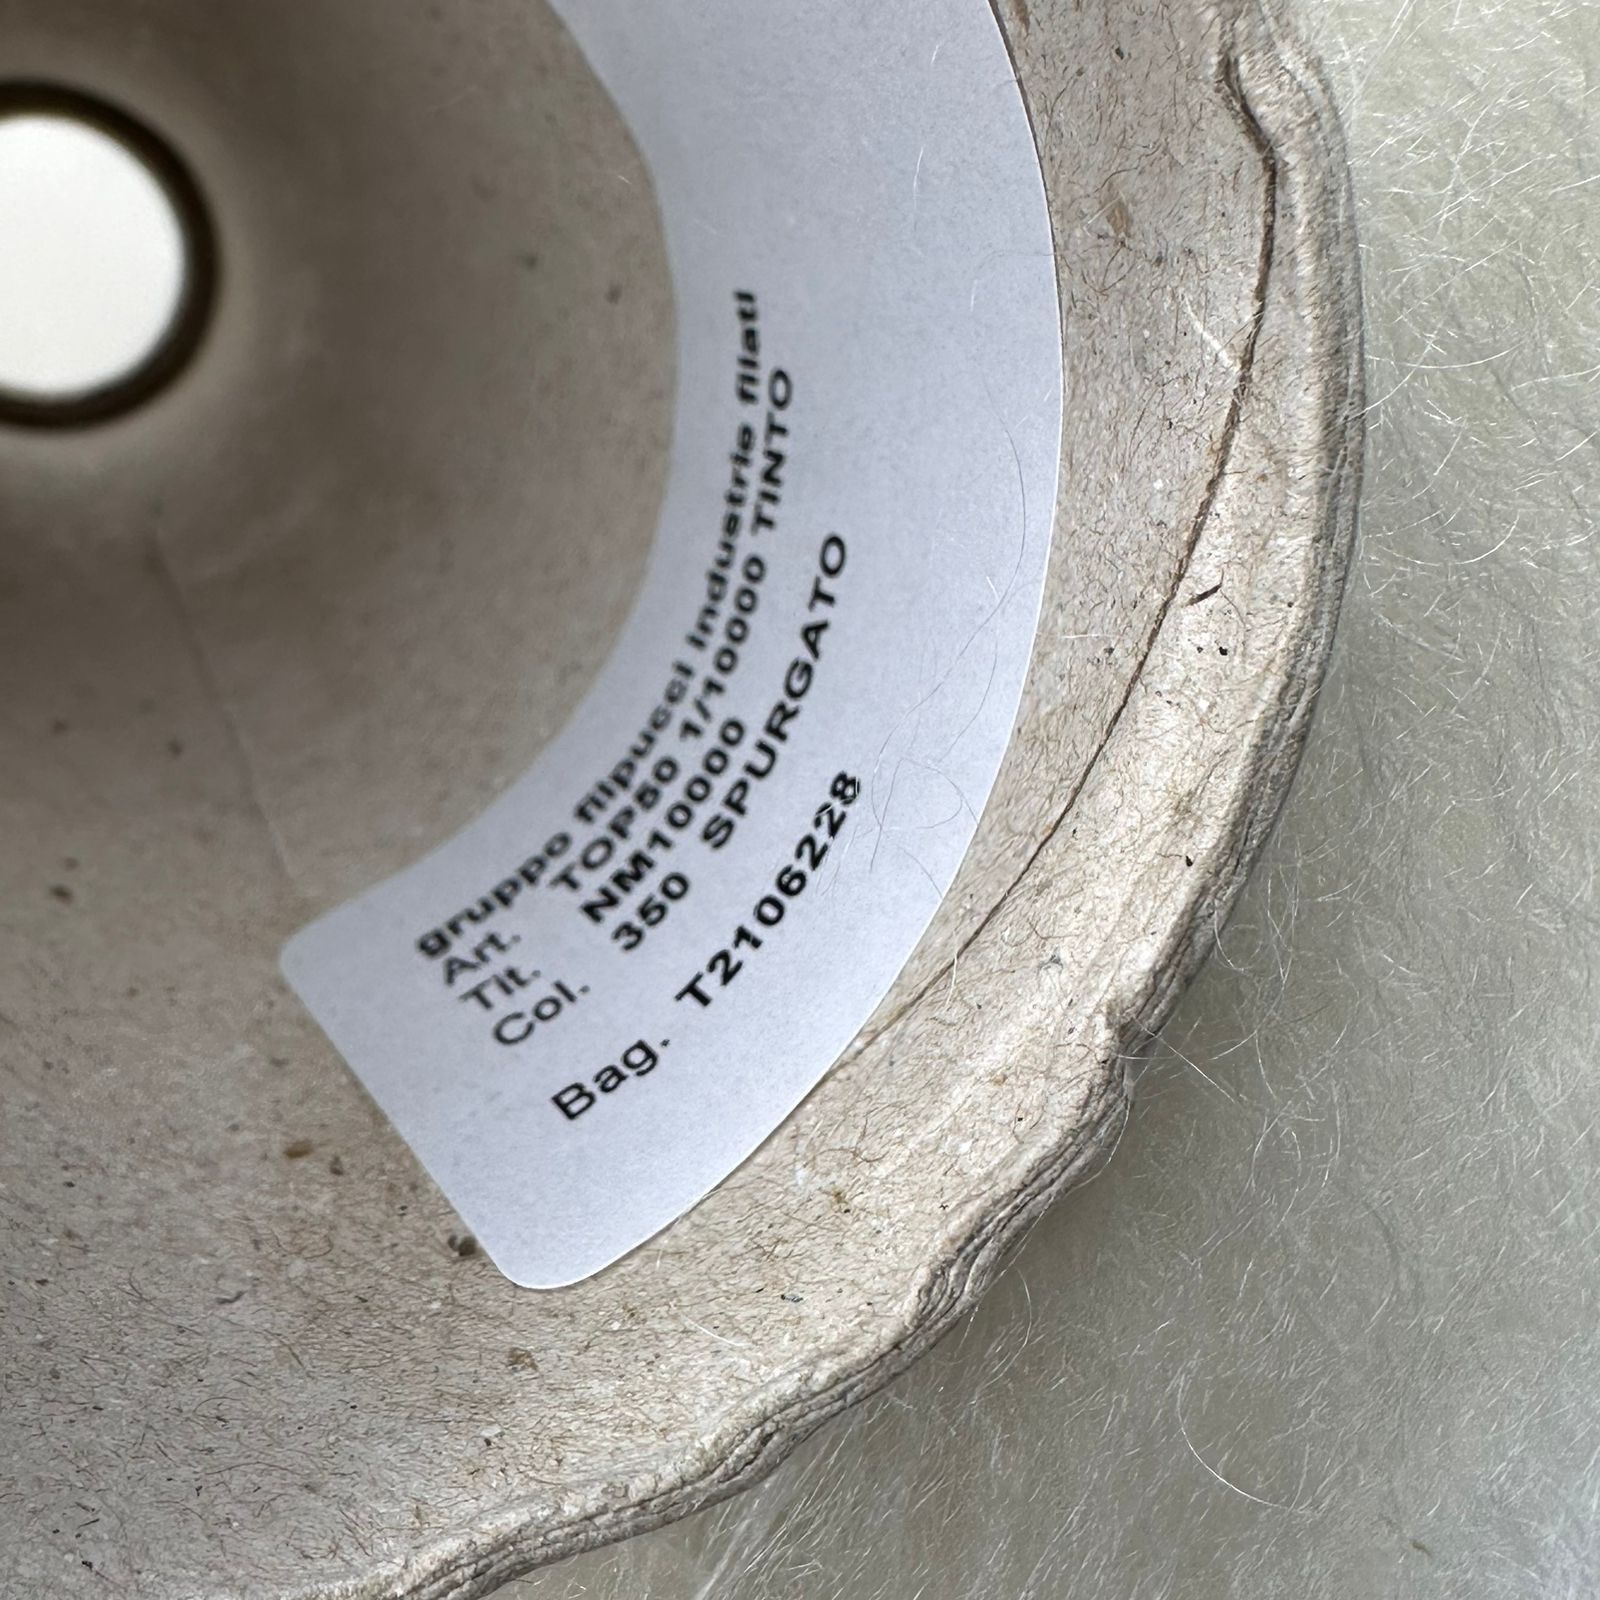 gruppo filpucci industrie filati
Art. TOP50 1/10000 TINTO
Tit. NM10000
Col. 350 SPURGATO
Bag. T2106228